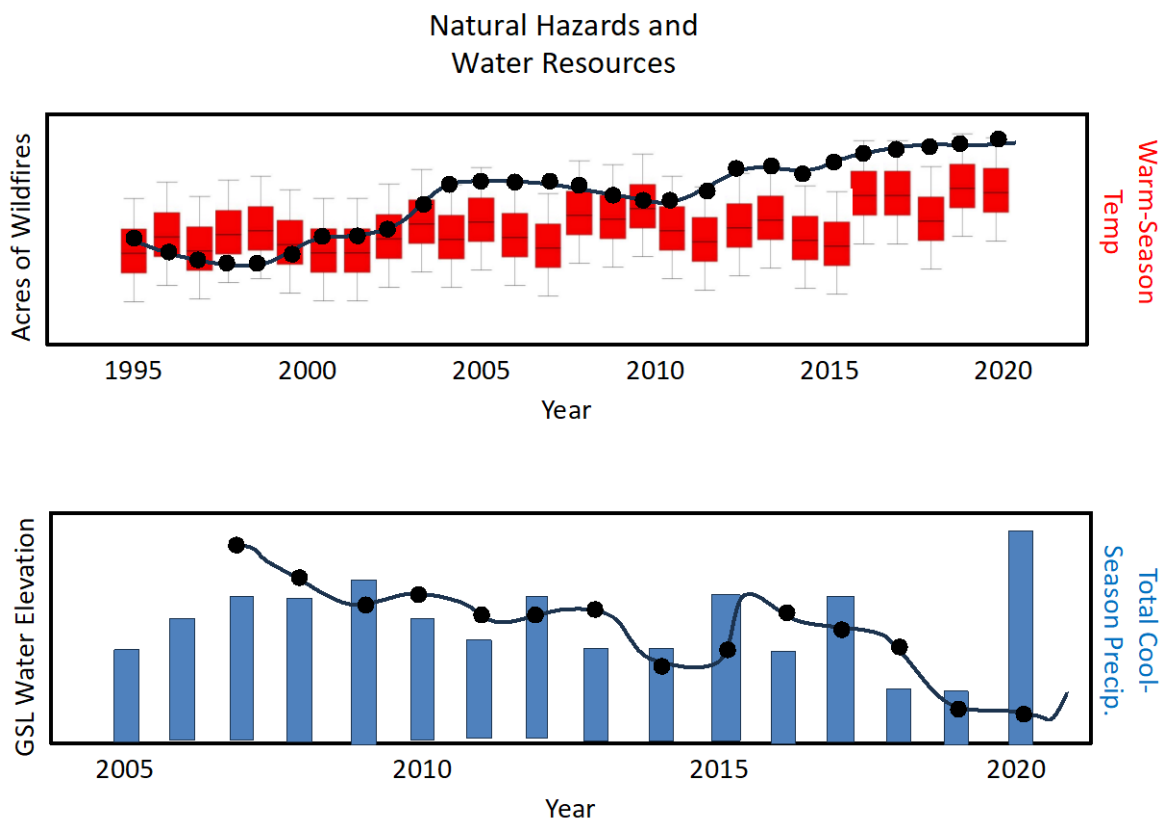 Natural Hazards and
Water Resources
Acres of Wildfires
Warm-Season
Temp
1995 2000 2005 2010 2015 2020
Year
GSL Water Elevation
Total Cool-
Season Precip.
2005 2010 2015 2020
Year